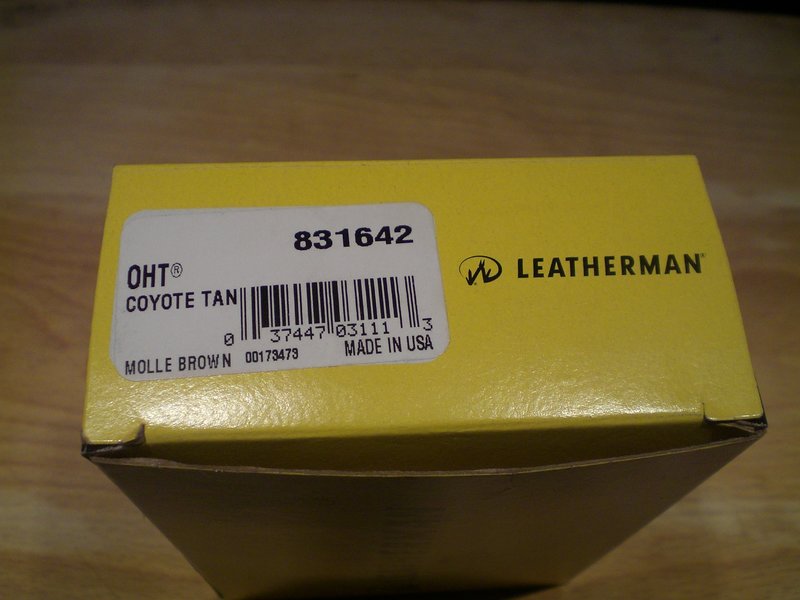 831642
OHT®
COYOTE TAN
0 37447 03111 3
MOLLE BROWN 00173473 MADE IN USA
LEATHERMAN®